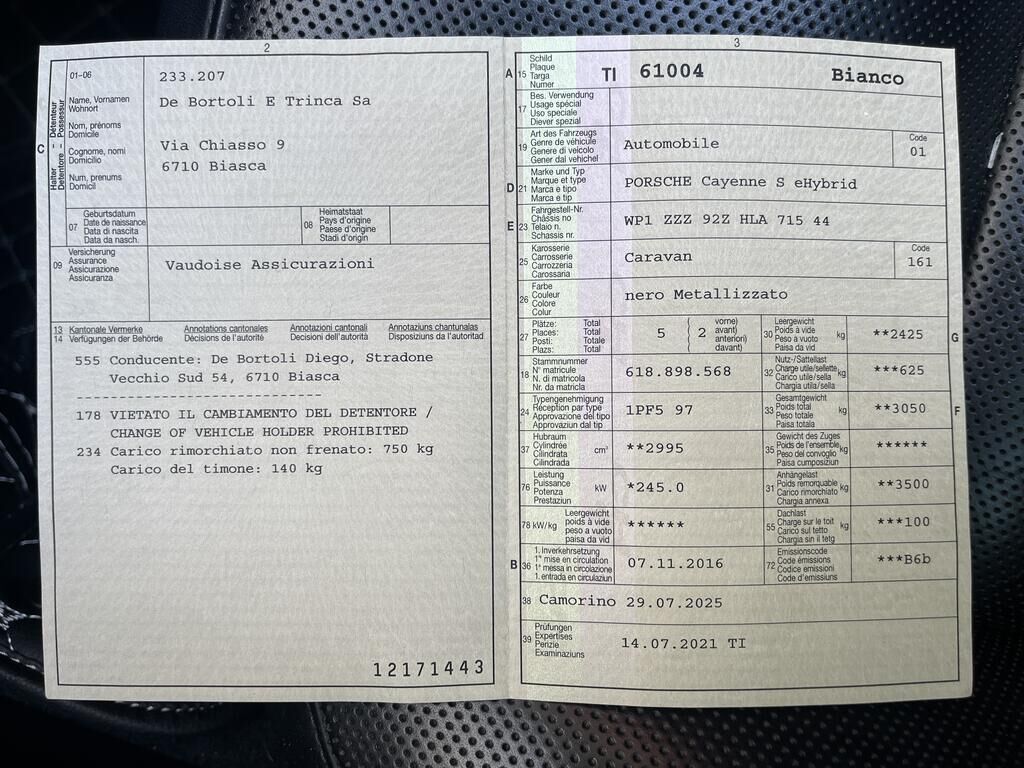 2
01-06
233.207
Halter Détenteur
Detentore Possessur
C
Name, Vornamen
Wohnort
Nom, prénoms
Domicile
Cognome, nomi
Domicilio
Num, prenums
Domicil
De Bortoli E Trinca Sa
Via Chiasso 9
6710 Biasca
07
Geburtsdatum
Date de naissance
Data di nascita
Data da nasch.
08
Heimatstaat
Pays d'origine
Paese d'origine
Stadi d'origin
09
Versicherung
Assurance
Assicurazione
Assicuranza
Vaudoise Assicurazioni
13 Kantonale Vermerke Annotations cantonales Annotazioni cantonali Annotaziuns chantunalas
14 Verfügungen der Behörde Décisions de l'autorité Decisioni dell'autorità Disposiziuns da l'autoritad
555 Conducente: De Bortoli Diego, Stradone
Vecchio Sud 54, 6710 Biasca
------------------------------
178 VIETATO IL CAMBIAMENTO DEL DETENTORE /
CHANGE OF VEHICLE HOLDER PROHIBITED
234 Carico rimorchiato non frenato: 750 kg
Carico del timone: 140 kg
12171443
3
A 15
Schild
Plaque
Targa
Numer
TI 61004 Bianco
17
Bes. Verwendung
Usage spécial
Uso speciale
Diever spezial
19
Art des Fahrzeugs
Genre de véhicule
Genere di veicolo
Gener dal vehichel
Automobile
Code
01
D 21
Marke und Typ
Marque et type
Marca e tipo
Marca e tip
PORSCHE Cayenne S eHybrid
E 23
Fahrgestell-Nr.
Châssis no
Telaio n.
Schassis nr.
WP1 ZZZ 92Z HLA 715 44
25
Karosserie
Carrosserie
Carrozzeria
Carossaria
Caravan
Code
161
26
Farbe
Couleur
Colore
Colur
nero Metallizzato
27
Plätze: Total
Places: Total
Posti: Totale
Plazs: Total
5
2
vorne)
avant)
anteriori)
davant)
30
Leergewicht
Poids à vide
Peso a vuoto
Paisa da vid
kg
**2425
G
18
Stammnummer
N° matricule
N. di matricola
Nr. da matricla
618.898.568
32
Nutz-/Sattellast
Charge utile/sellette
Carico utile/sella
Chargia utila/sella
kg
***625
24
Typengenehmigung
Réception par type
Approvazione del tipo
Approvaziun dal tip
1PF5 97
33
Gesamtgewicht
Poids total
Peso totale
Paisa totala
kg
**3050
F
37
Hubraum
Cylindrée
Cilindrata
Cilindrada
cm³
**2995
35
Gewicht des Zuges
Poids de l'ensemble
Peso del convoglio
Paisa cumposiziun
kg
******
76
Leistung
Puissance
Potenza
Prestaziun
kW
*245.0
31
Anhängelast
Poids remorquable
Carico rimorchiato
Chargia annexa
kg
**3500
78 kW/kg
Leergewicht
poids à vide
peso a vuoto
paisa da vid
******
55
Dachlast
Charge sur le toit
Carico sul tetto
Chargia sin il tetg
kg
***100
B 36
1. Inverkehrsetzung
1re mise en circulation
1a messa in circolazione
1. entrada en circulaziun
07.11.2016
72
Emissionscode
Code émissions
Codice emissioni
Code d'emissiuns
***B6b
38 Camorino 29.07.2025
39
Prüfungen
Expertises
Perizie
Examinaziuns
14.07.2021 TI